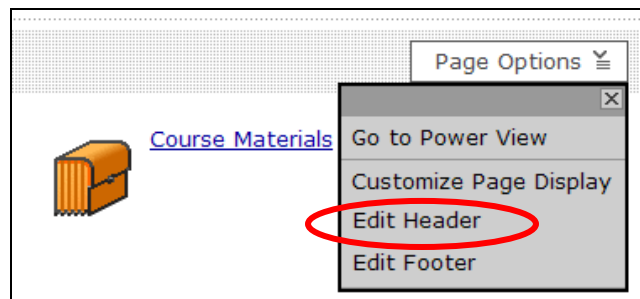 Page Options
Course Materials
Go to Power View
Customize Page Display
Edit Header
Edit Footer